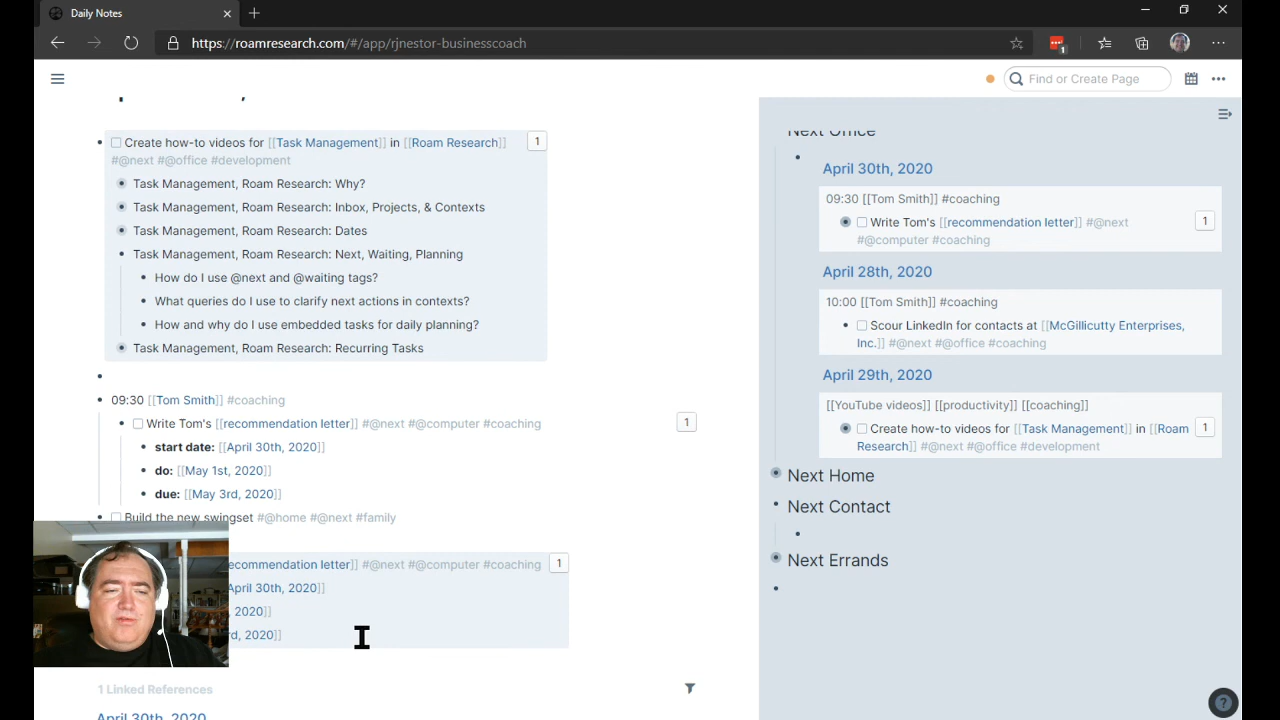 Daily Notes
https://roamresearch.com/#/app/rjnestor-businesscoach
1
Find or Create Page
Create how-to videos for [[Task Management]] in [[Roam Research]]
1
#@next #@office #development
Task Management, Roam Research: Why?
Task Management, Roam Research: Inbox, Projects, & Contexts
Task Management, Roam Research: Dates
Task Management, Roam Research: Next, Waiting, Planning
How do I use @next and @waiting tags?
What queries do I use to clarify next actions in contexts?
How and why do I use embedded tasks for daily planning?
Task Management, Roam Research: Recurring Tasks
09:30 [[Tom Smith]] #coaching
Write Tom's [[recommendation letter]] #@next #@computer #coaching
1
start date: [[April 30th, 2020]]
do: [[May 1st, 2020]]
due: [[May 3rd, 2020]]
Build the new swingset #@home #@next #family
ecommendation letter]] #@next #@computer #coaching
1
April 30th, 2020]]
, 2020]]
rd, 2020]]
1 Linked References
April 30th, 2020
Next Office
April 30th, 2020
09:30 [[Tom Smith]] #coaching
Write Tom's [[recommendation letter]] #@next
1
#@computer #coaching
April 28th, 2020
10:00 [[Tom Smith]] #coaching
Scour LinkedIn for contacts at [[McGillicutty Enterprises,
Inc.]] #@next #@office #coaching
April 29th, 2020
[[YouTube videos]] [[productivity]] [[coaching]]
Create how-to videos for [[Task Management]] in [[Roam
1
Research]] #@next #@office #development
Next Home
Next Contact
Next Errands
?